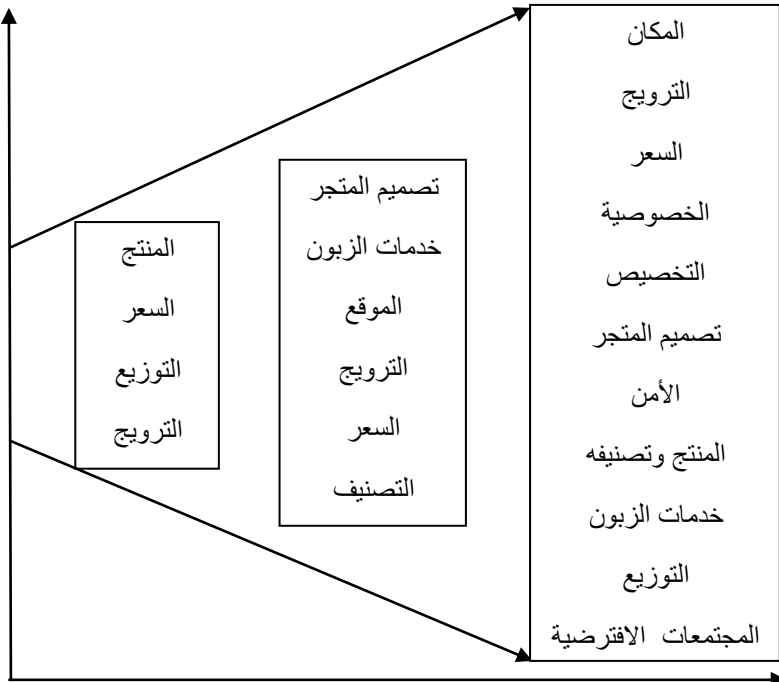 المكان
الترويج
السعر
الخصوصية
التخصيص
تصميم المتجر
الأمن
المنتج وتصنيفه
خدمات الزبون
التوزيع
المجتمعات الافترضية
تصميم المتجر
خدمات الزبون
الموقع
الترويج
السعر
التصنيف
المنتج
السعر
التوزيع
الترويج